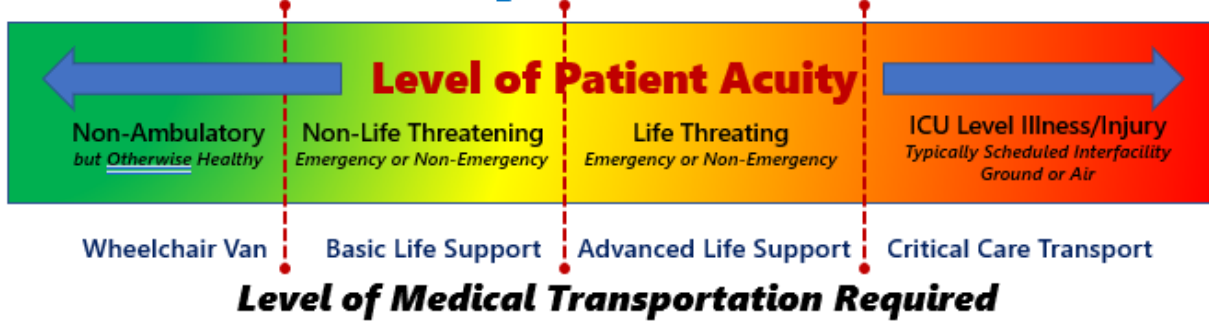 Level of Patient Acuity
Non-Ambulatory
but Otherwise Healthy
Non-Life Threatening
Emergency or Non-Emergency
Life Threating
Emergency or Non-Emergency
ICU Level Illness/Injury
Typically Scheduled Interfacility
Ground or Air
Wheelchair Van
Basic Life Support
Advanced Life Support
Critical Care Transport
Level of Medical Transportation Required